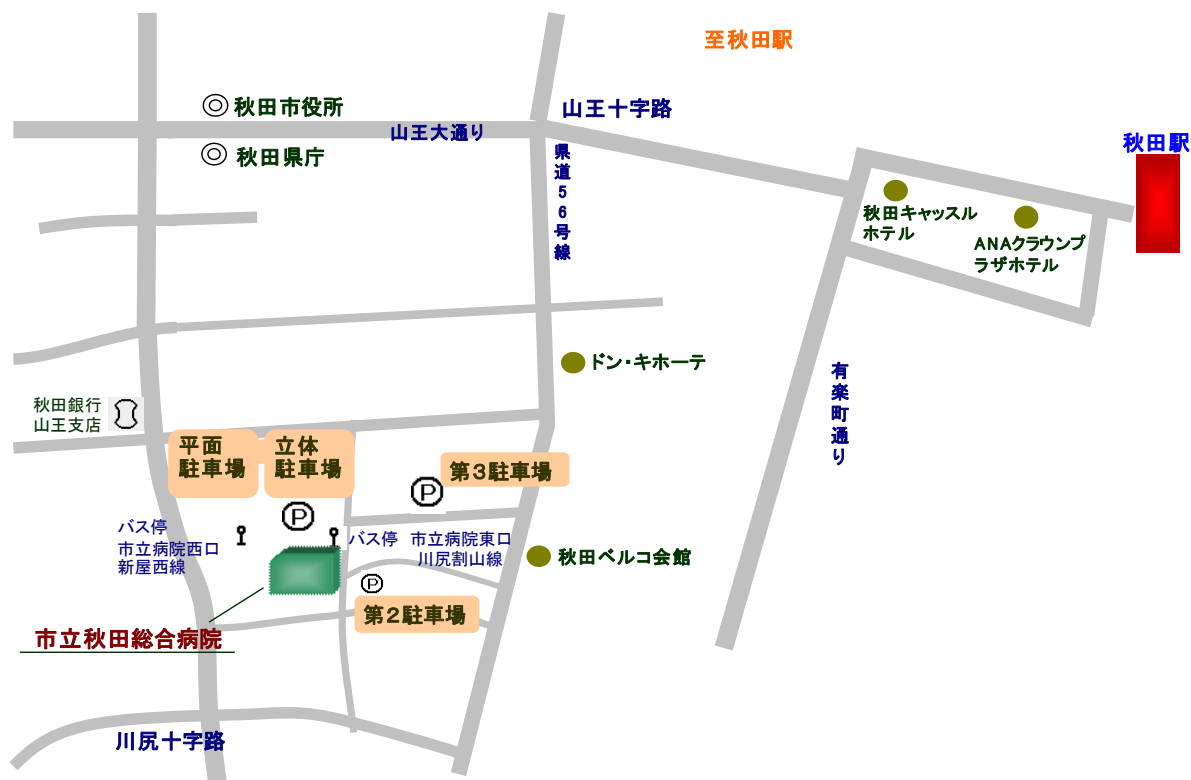 至秋田駅
秋田市役所
山王十字路
山王大通り
秋田県庁
秋田駅
県道56号線
秋田キャッスル
ホテル
ANAクラウンプ
ラザホテル
ドン・キホーテ
有楽町通り
秋田銀行
山王支店
平面
駐車場
立体
駐車場
第3駐車場
P
P
バス停
市立病院西口
新屋西線
バス停 市立病院東口
川尻割山線
秋田ベルコ会館
P
第2駐車場
市立秋田総合病院
川尻十字路